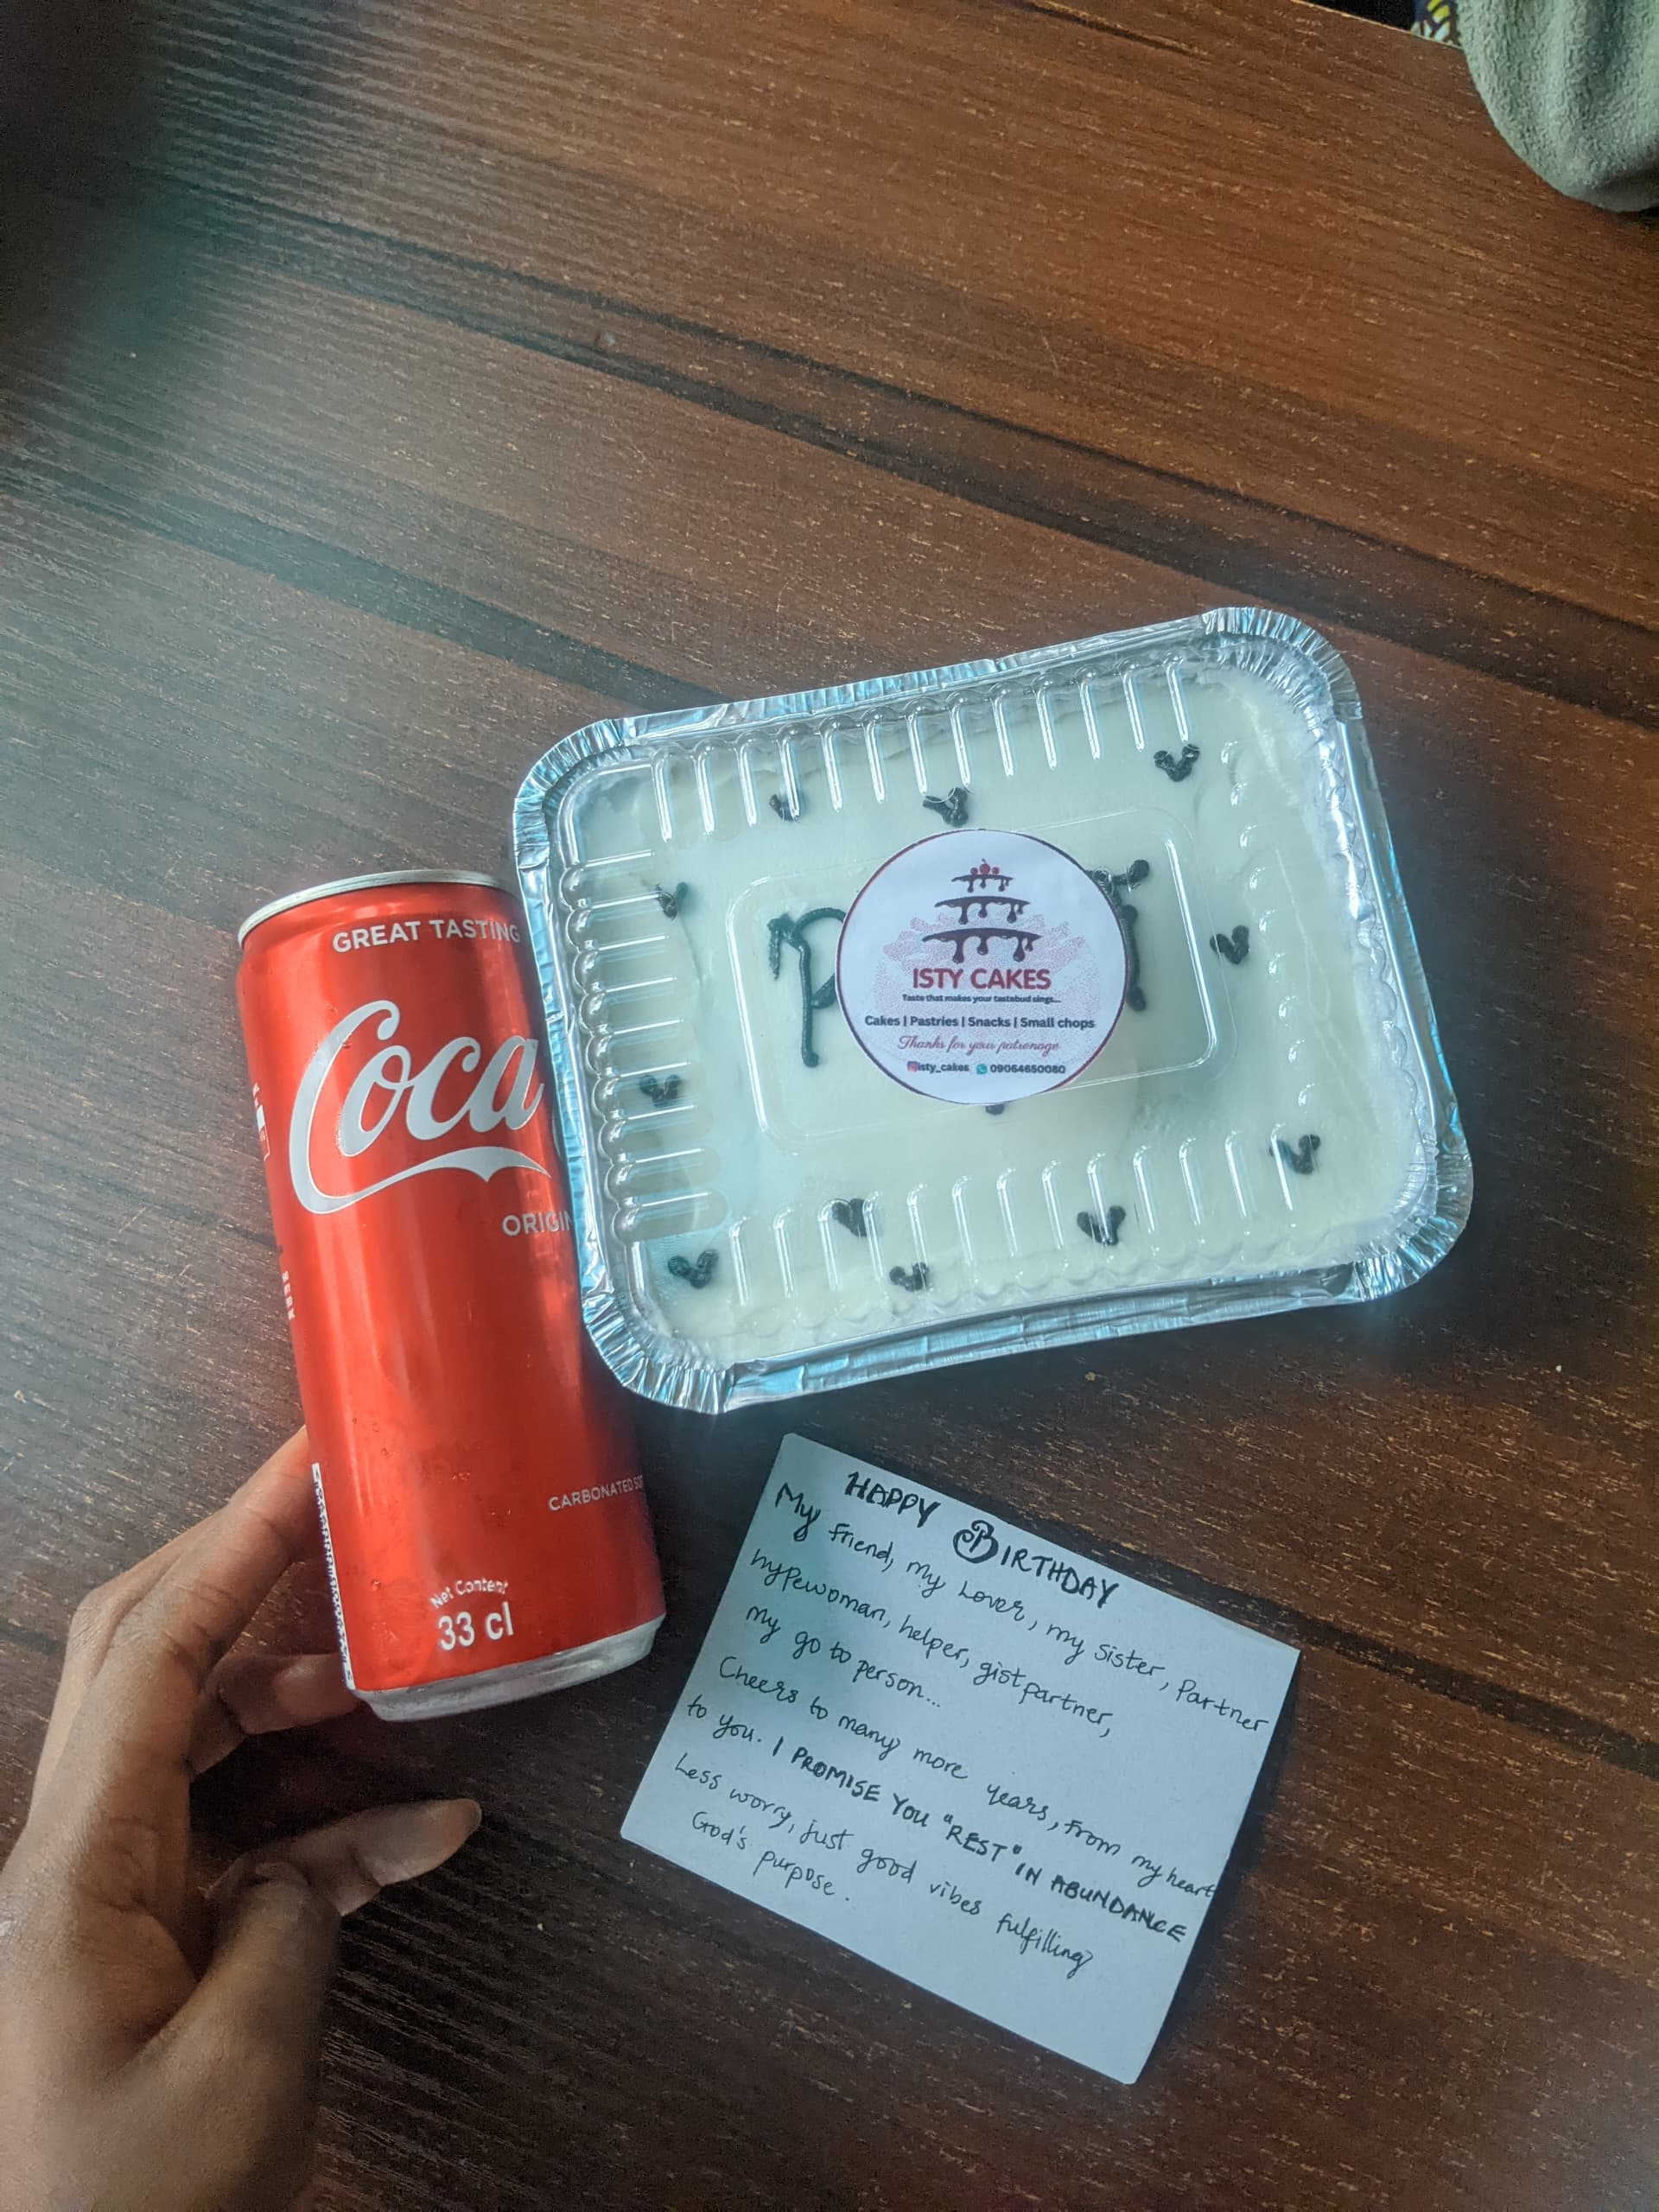 GREAT TASTING
Coca
ORIGIN
CARBONATED
Net Content
33 cl
ISTY CAKES
Taste that makes your tastebud sings...
Cakes | Pastries | Snacks | Small chops
Thanks for your patronage
isty_cakes 09064650080
HAPPY BIRTHDAY
My friend, my Lover, my Sister, Partner
hypewoman, helper, gist partner,
my go to person...
Cheers to many more years, from my heart
to you. I PROMISE YOU "REST" IN ABUNDANCE
Less worry, just good vibes fulfilling
God's purpose.